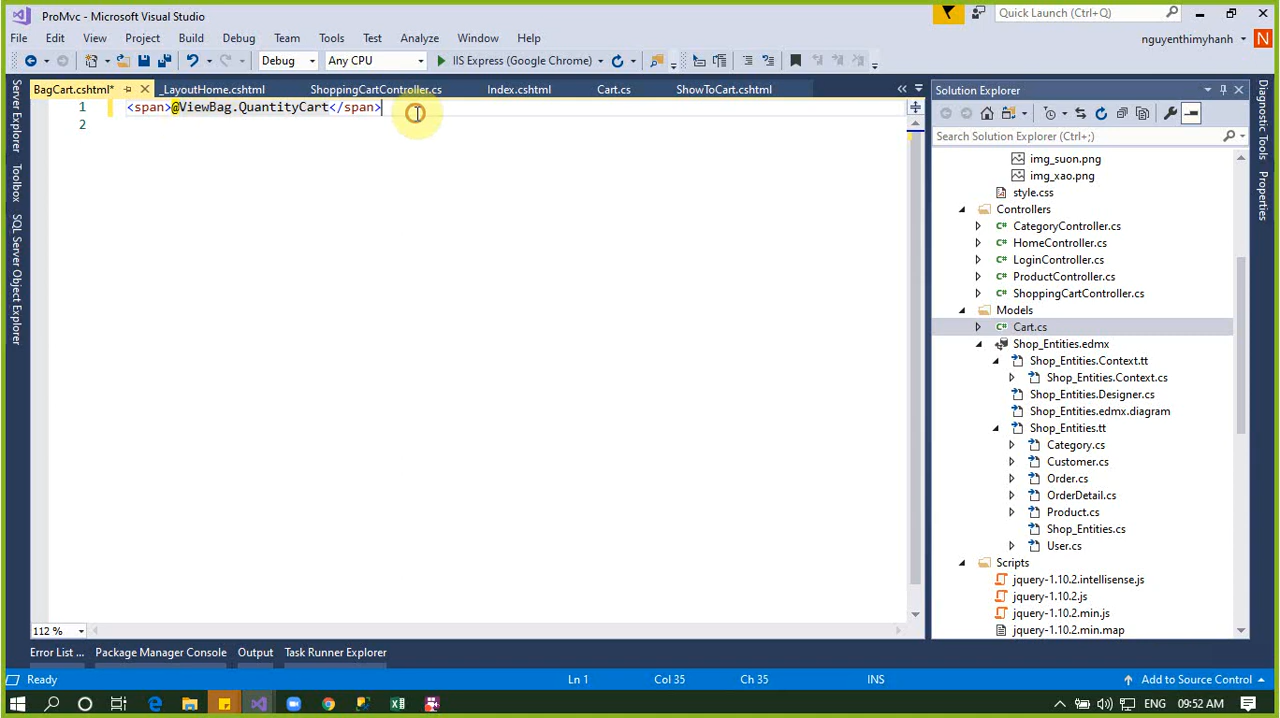 ProMvc - Microsoft Visual Studio
Quick Launch (Ctrl+Q)
File Edit View Project Build Debug Team Tools Test Analyze Window Help
nguyenthimyhanh
N
Debug Any CPU IIS Express (Google Chrome)
BagCart.cshtml* _LayoutHome.cshtml ShoppingCartController.cs Index.cshtml Cart.cs ShowToCart.cshtml
1 <span>@ViewBag.QuantityCart</span>
2
Server Explorer
Toolbox
SQL Server Object Explorer
112 %
Solution Explorer
Search Solution Explorer (Ctrl+;)
img_suon.png
img_xao.png
style.css
Controllers
CategoryController.cs
HomeController.cs
LoginController.cs
ProductController.cs
ShoppingCartController.cs
Models
Cart.cs
Shop_Entities.edmx
Shop_Entities.Context.tt
Shop_Entities.Context.cs
Shop_Entities.Designer.cs
Shop_Entities.edmx.diagram
Shop_Entities.tt
Category.cs
Customer.cs
Order.cs
OrderDetail.cs
Product.cs
Shop_Entities.cs
User.cs
Scripts
jquery-1.10.2.intellisense.js
jquery-1.10.2.js
jquery-1.10.2.min.js
jquery-1.10.2.min.map
Diagnostic Tools
Properties
Error List ... Package Manager Console Output Task Runner Explorer
Ready Ln 1 Col 35 Ch 35 INS Add to Source Control
ENG 09:52 AM